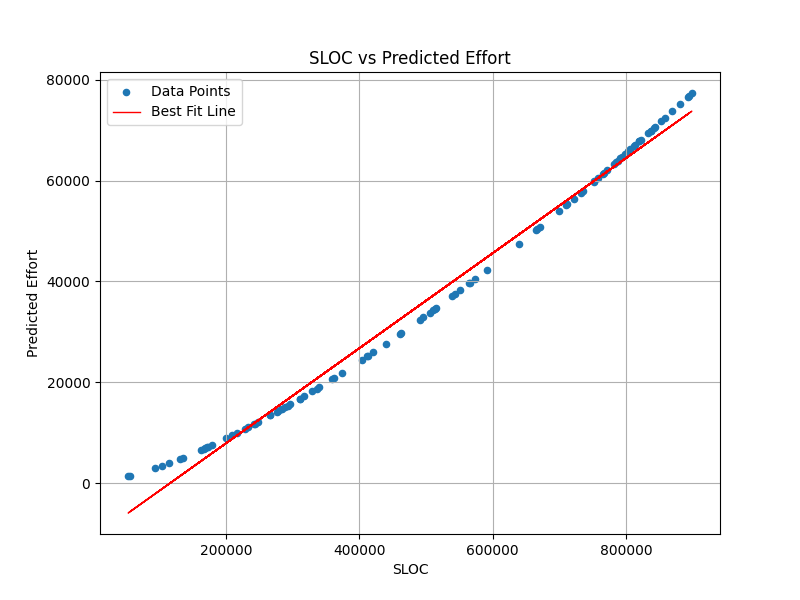 SLOC vs Predicted Effort
Data Points
Best Fit Line
80000
60000
40000
20000
0
Predicted Effort
200000 400000 600000 800000
SLOC